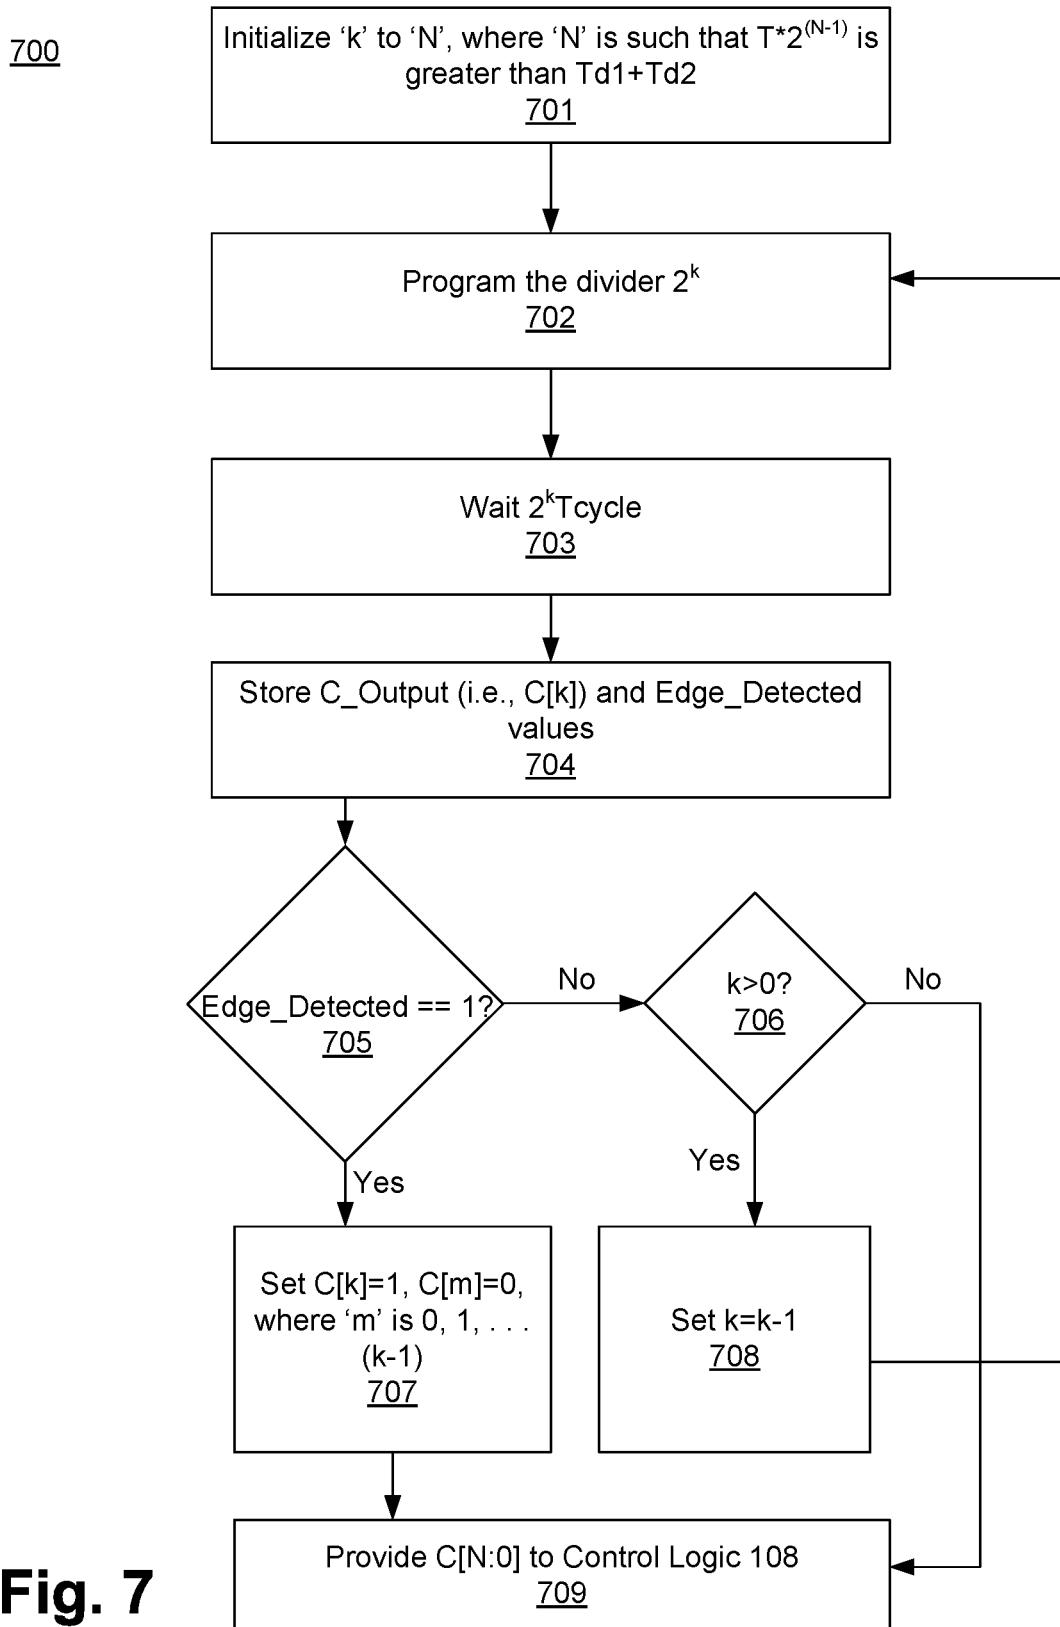 700
Initialize ‘k’ to ‘N’, where ‘N’ is such that T*2^(N-1) is
greater than Td1+Td2
701
Program the divider 2^k
702
Wait 2^kTcycle
703
Store C_Output (i.e., C[k]) and Edge_Detected
values
704
Edge_Detected == 1?
705
No
k>0?
706
No
Yes
Yes
Set C[k]=1, C[m]=0,
where ‘m’ is 0, 1, . . .
(k-1)
707
Set k=k-1
708
Provide C[N:0] to Control Logic 108
709
Fig. 7